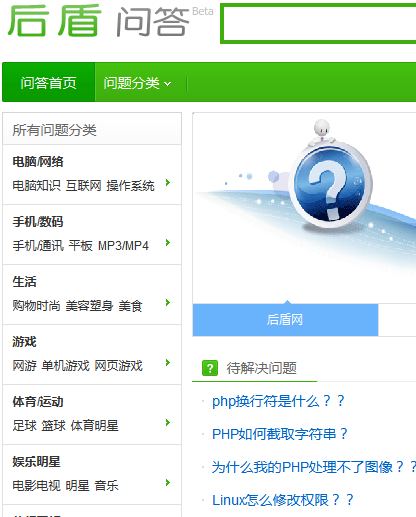 后盾 问答 Beta
问答首页 问题分类
所有问题分类
电脑/网络
电脑知识 互联网 操作系统
手机/数码
手机/通讯 平板 MP3/MP4
生活
购物时尚 美容塑身 美食
游戏
网游 单机游戏 网页游戏
体育/运动
足球 篮球 体育明星
娱乐明星
电影电视 明星 音乐
?
后盾网
? 待解决问题
php换行符是什么？？
PHP如何截取字符串？
为什么我的PHP处理不了图像？？
Linux怎么修改权限？？